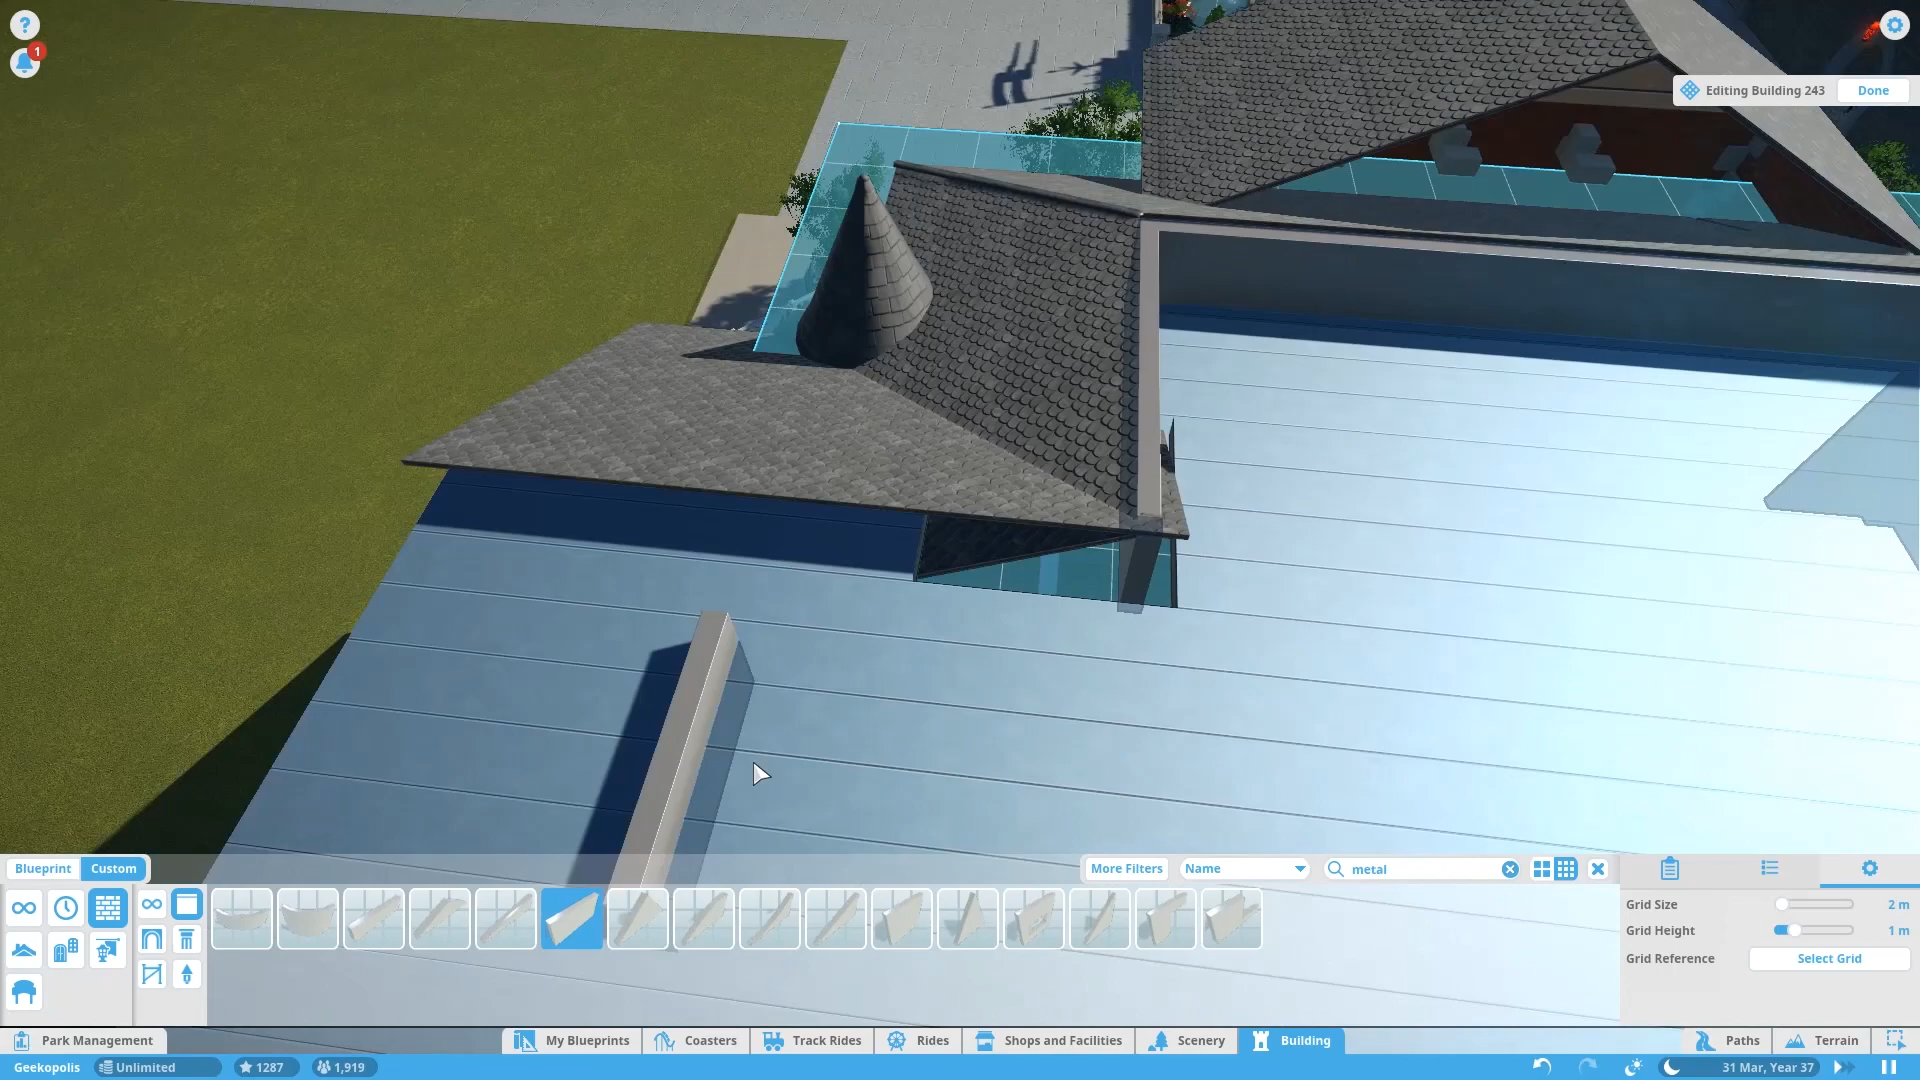 ?
1
Editing Building 243 Done
Blueprint Custom
More Filters Name metal
Grid Size 2 m
Grid Height 1 m
Grid Reference Select Grid
Park Management My Blueprints Coasters Track Rides Rides Shops and Facilities Scenery Building Paths Terrain
Geekopolis Unlimited 1287 1,919 31 Mar, Year 37